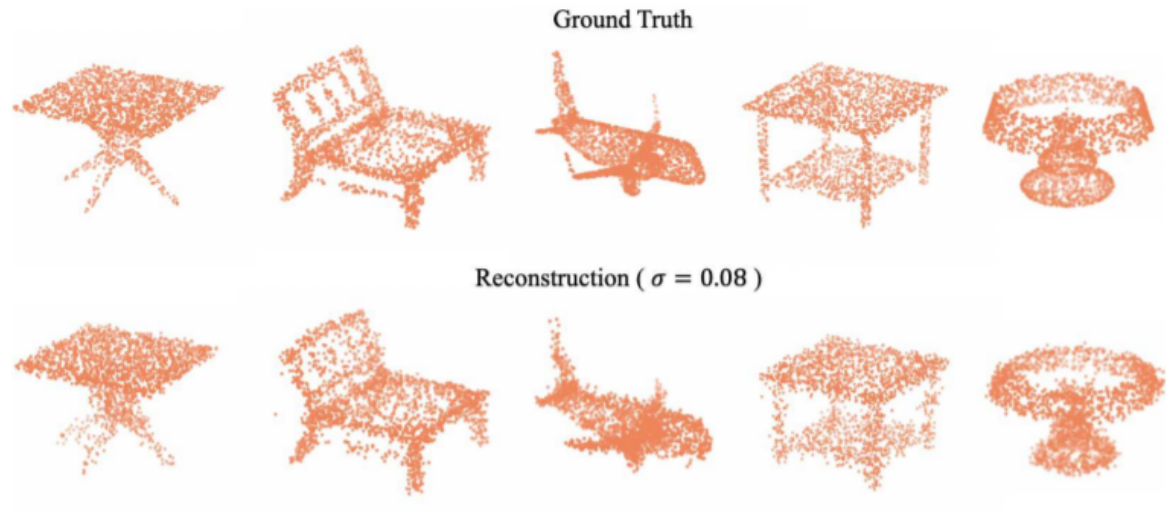 Ground Truth
Reconstruction ( σ = 0.08 )